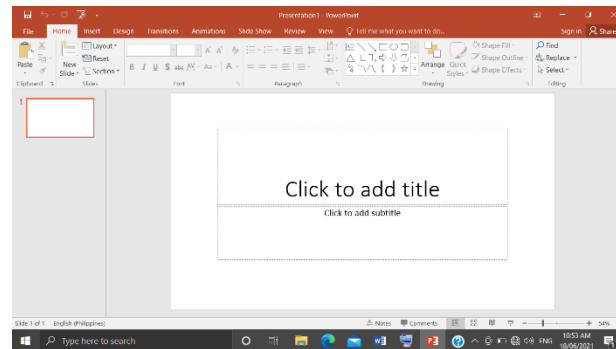 Presentation1 - PowerPoint
File Home Insert Design Transitions Animations Slide Show Review View Tell me what you want to do... Sign in Share
Paste
New Slide
Layout
Reset
Section
B I U S abc AV Aa A
Arrange
Quick Styles
Shape Fill
Shape Outline
Shape Effects
Find
Replace
Select
Clipboard Slides Font Paragraph Drawing Editing
1
Click to add title
Click to add subtitle
Slide 1 of 1 English (Philippines) Notes Comments 54%
Type here to search
ENG
10:53 AM
18/06/2021